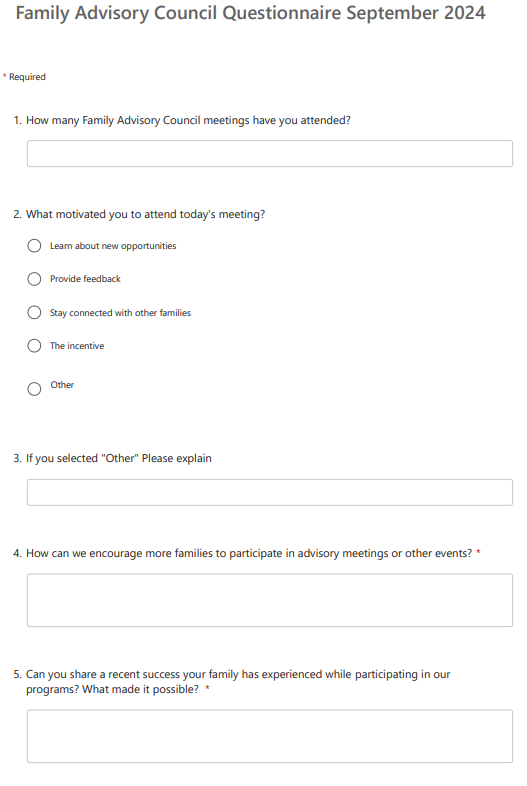 Family Advisory Council Questionnaire September 2024
* Required
1. How many Family Advisory Council meetings have you attended?
2. What motivated you to attend today's meeting?
Learn about new opportunities
Provide feedback
Stay connected with other families
The incentive
Other
3. If you selected "Other" Please explain
4. How can we encourage more families to participate in advisory meetings or other events? *
5. Can you share a recent success your family has experienced while participating in our
programs? What made it possible? *